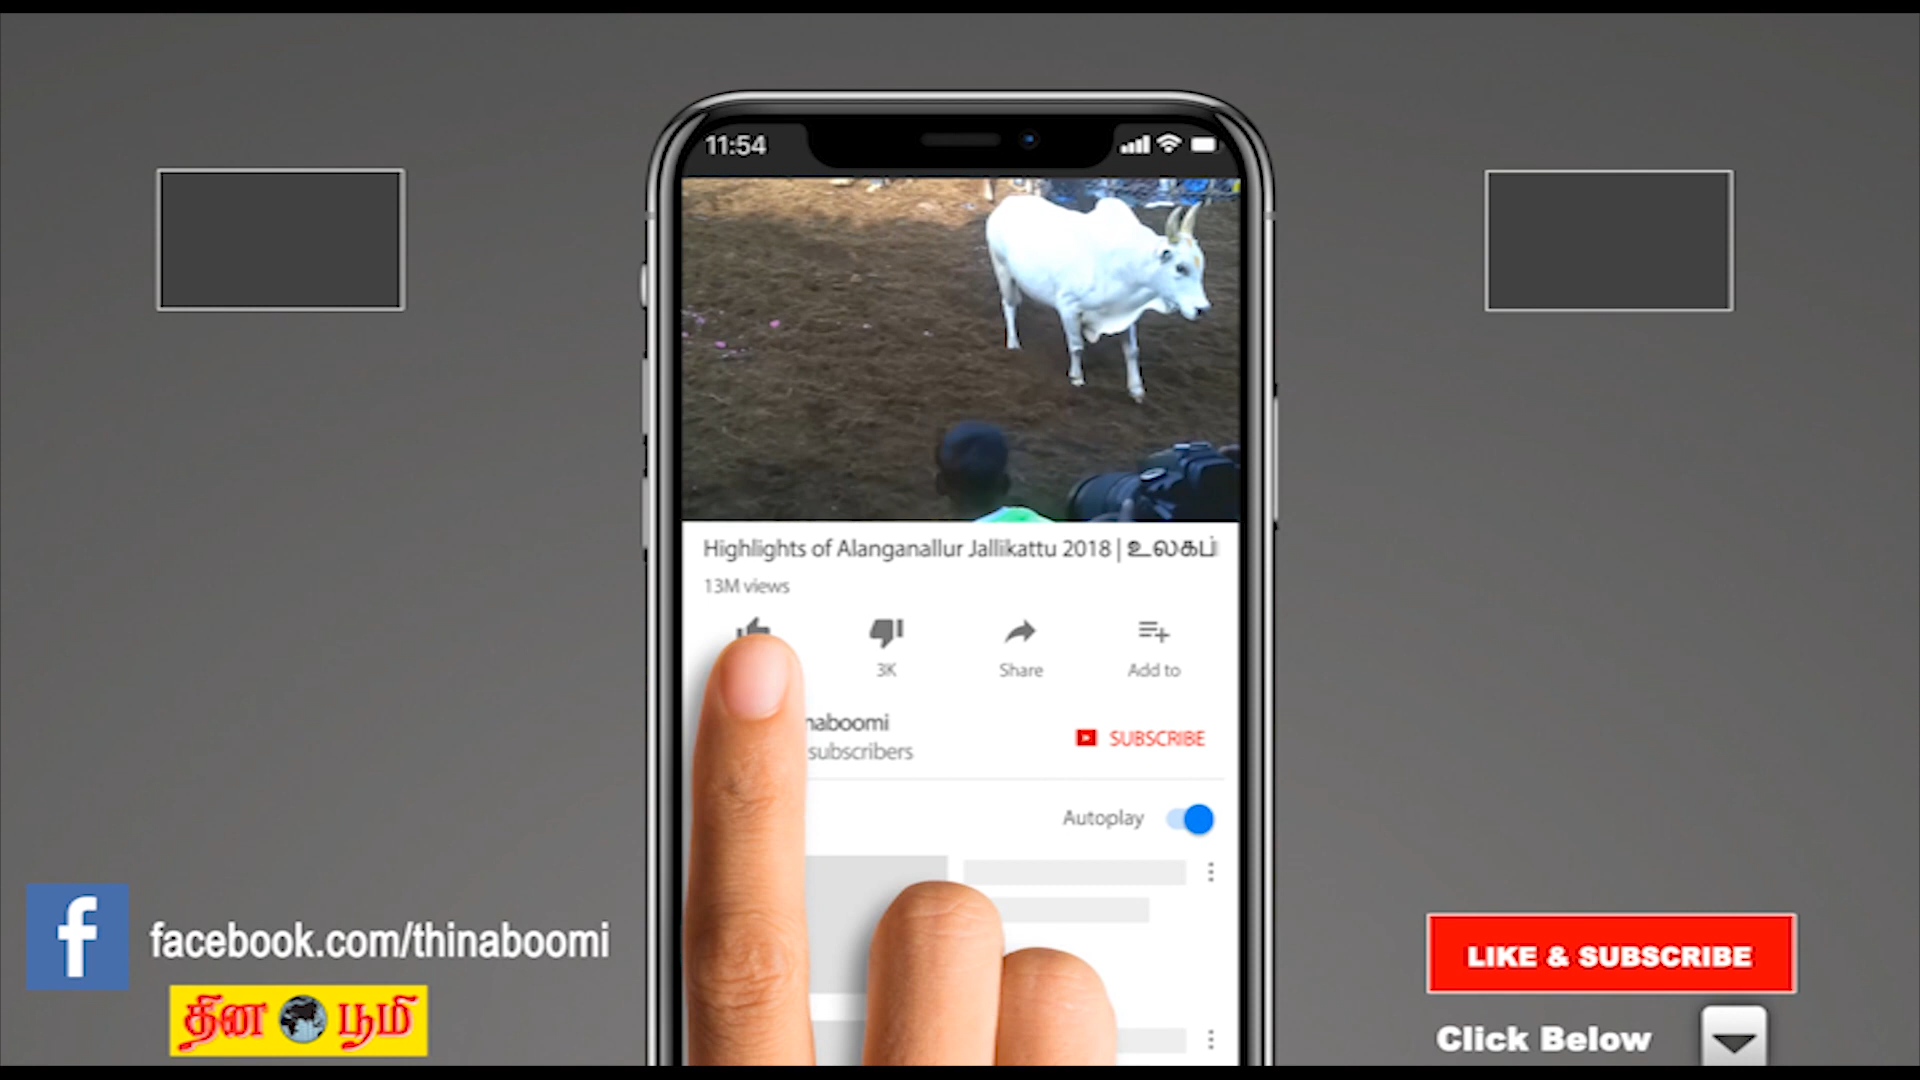 11:54
Highlights of Alanganallur Jallikattu 2018 | உலகப்
13M views
3K
Share
Add to
naboomi
subscribers
SUBSCRIBE
Autoplay
facebook.com/thinaboomi
தின பூமி
LIKE & SUBSCRIBE
Click Below